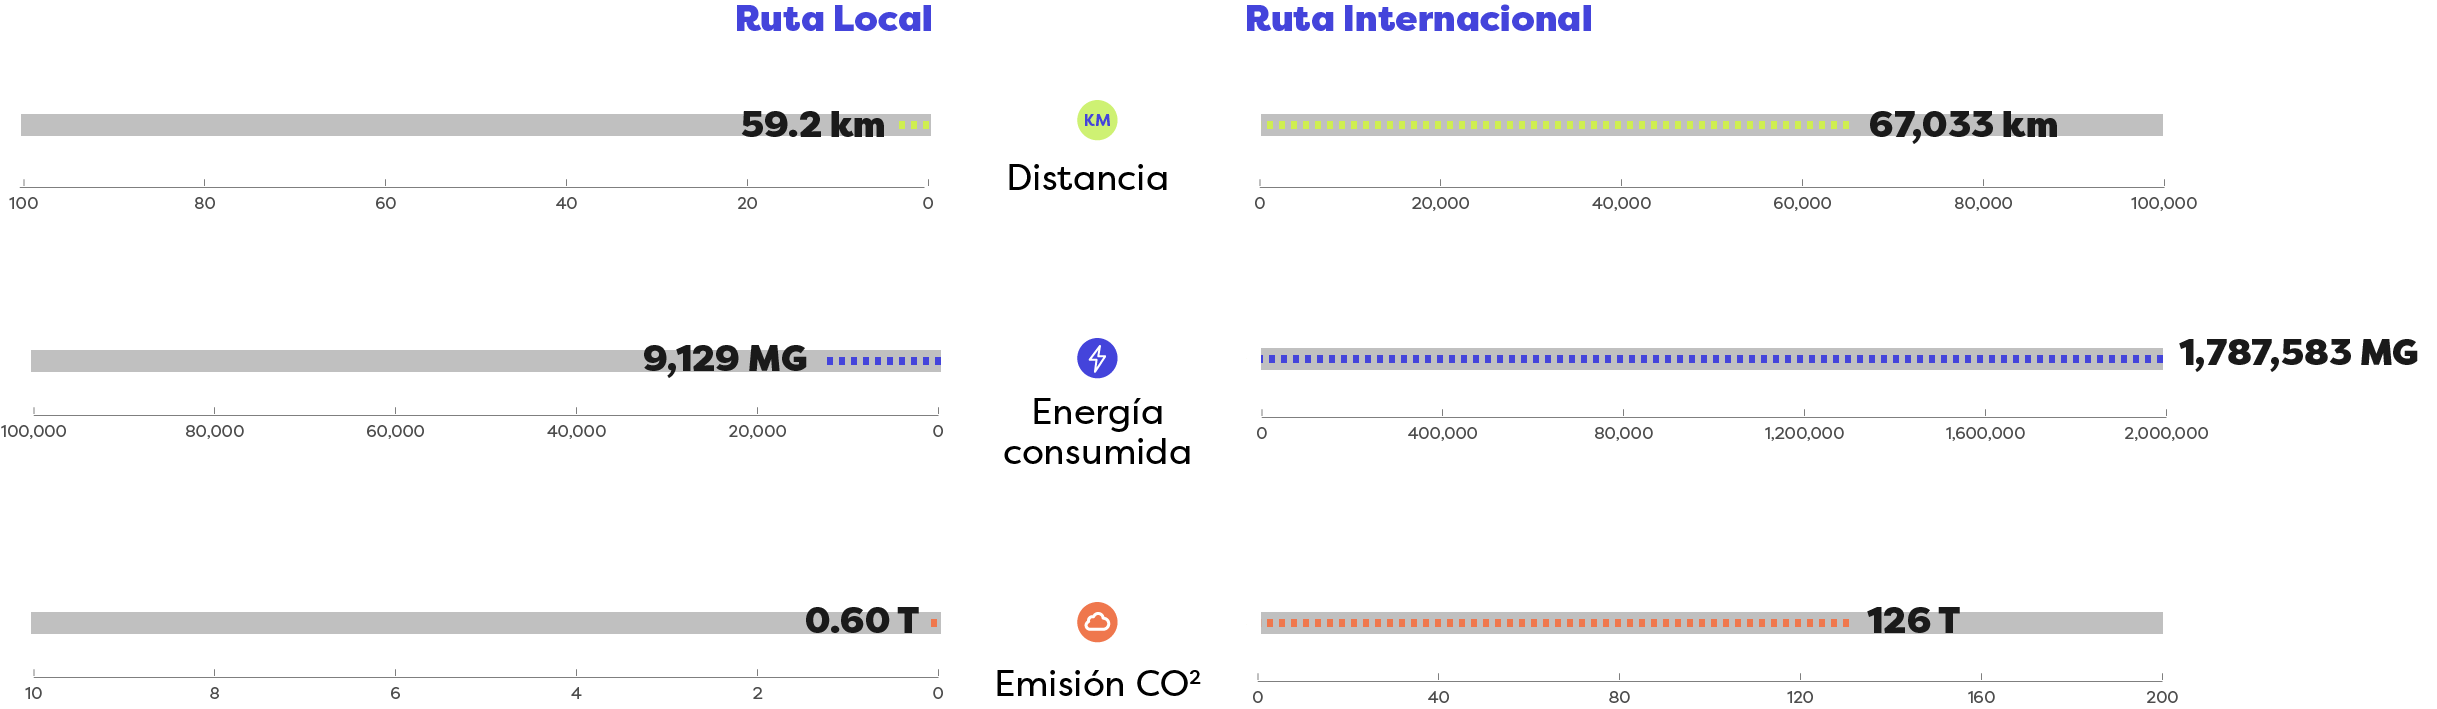 Ruta Local
Ruta Internacional
59.2 km
KM
67,033 km
Distancia
100 80 60 40 20 0
0 20,000 40,000 60,000 80,000 100,000
9,129 MG
1,787,583 MG
Energía
consumida
100,000 80,000 60,000 40,000 20,000 0
0 400,000 80,000 1,200,000 1,600,000 2,000,000
0.60 T
126 T
Emisión CO²
10 8 6 4 2 0
0 40 80 120 160 200